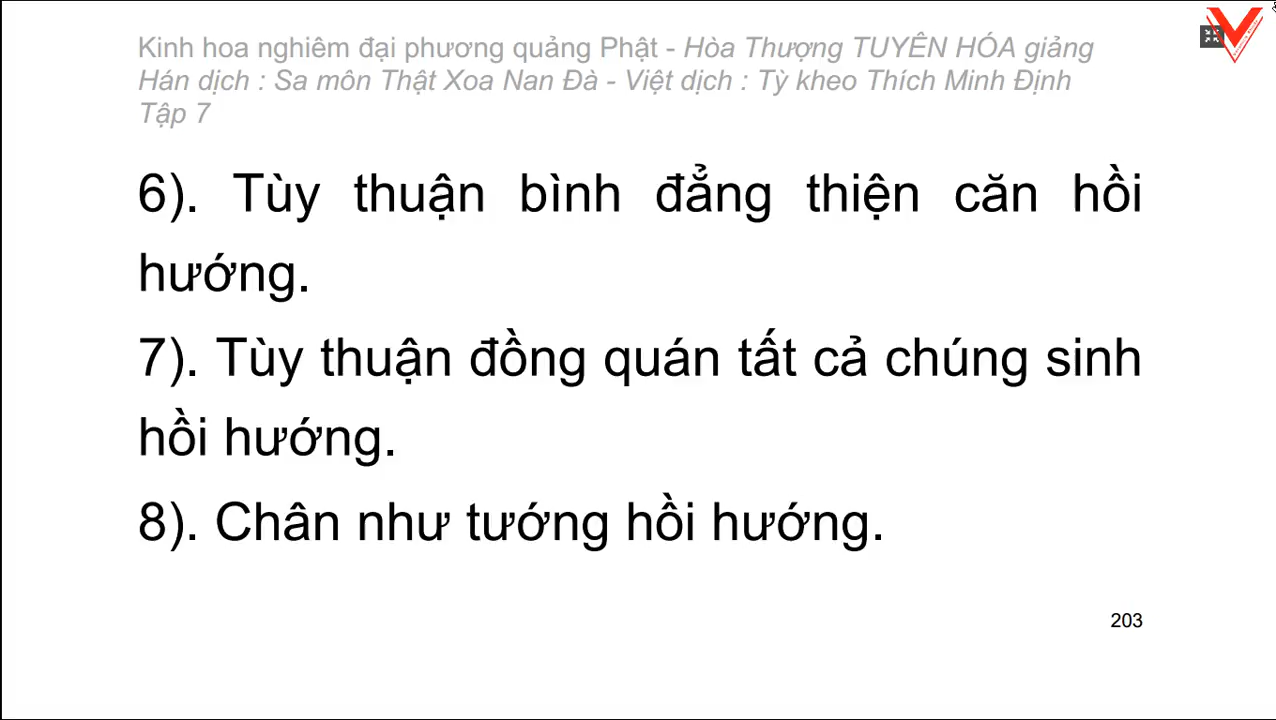 Kinh hoa nghiêm đại phương quảng Phật - Hòa Thượng TUYÊN HÓA giảng
Hán dịch : Sa môn Thật Xoa Nan Đà - Việt dịch : Tỳ kheo Thích Minh Định
Tập 7
6). Tùy thuận bình đẳng thiện căn hồi
hướng.
7). Tùy thuận đồng quán tất cả chúng sinh
hồi hướng.
8). Chân như tướng hồi hướng.
203